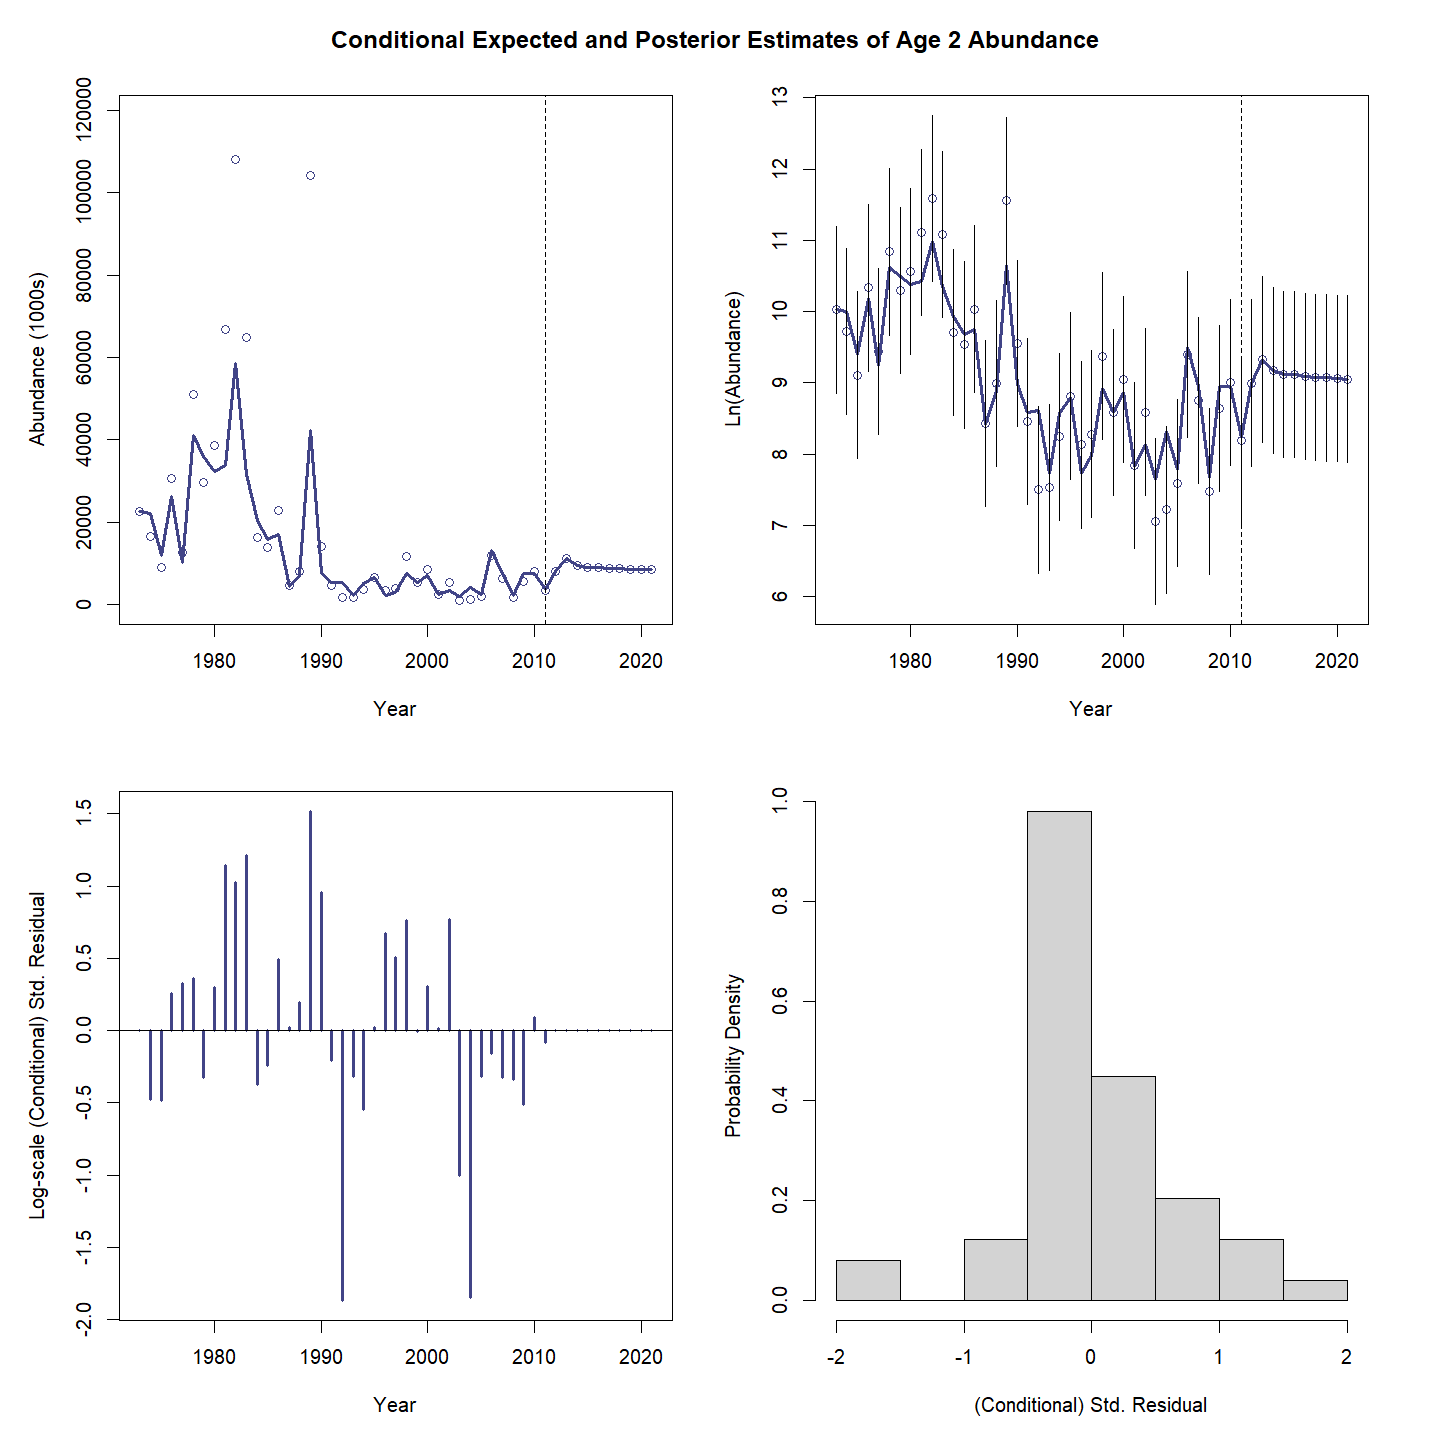 Conditional Expected and Posterior Estimates of Age 2 Abundance
Abundance (1000s)
120000
100000
80000
60000
40000
20000
0
1980 1990 2000 2010 2020
Year
Ln(Abundance)
13
12
11
10
9
8
7
6
1980 1990 2000 2010 2020
Year
Log-scale (Conditional) Std. Residual
1.5
1.0
0.5
0.0
-0.5
-1.0
-1.5
-2.0
1980 1990 2000 2010 2020
Year
Probability Density
1.0
0.8
0.6
0.4
0.2
0.0
-2 -1 0 1 2
(Conditional) Std. Residual